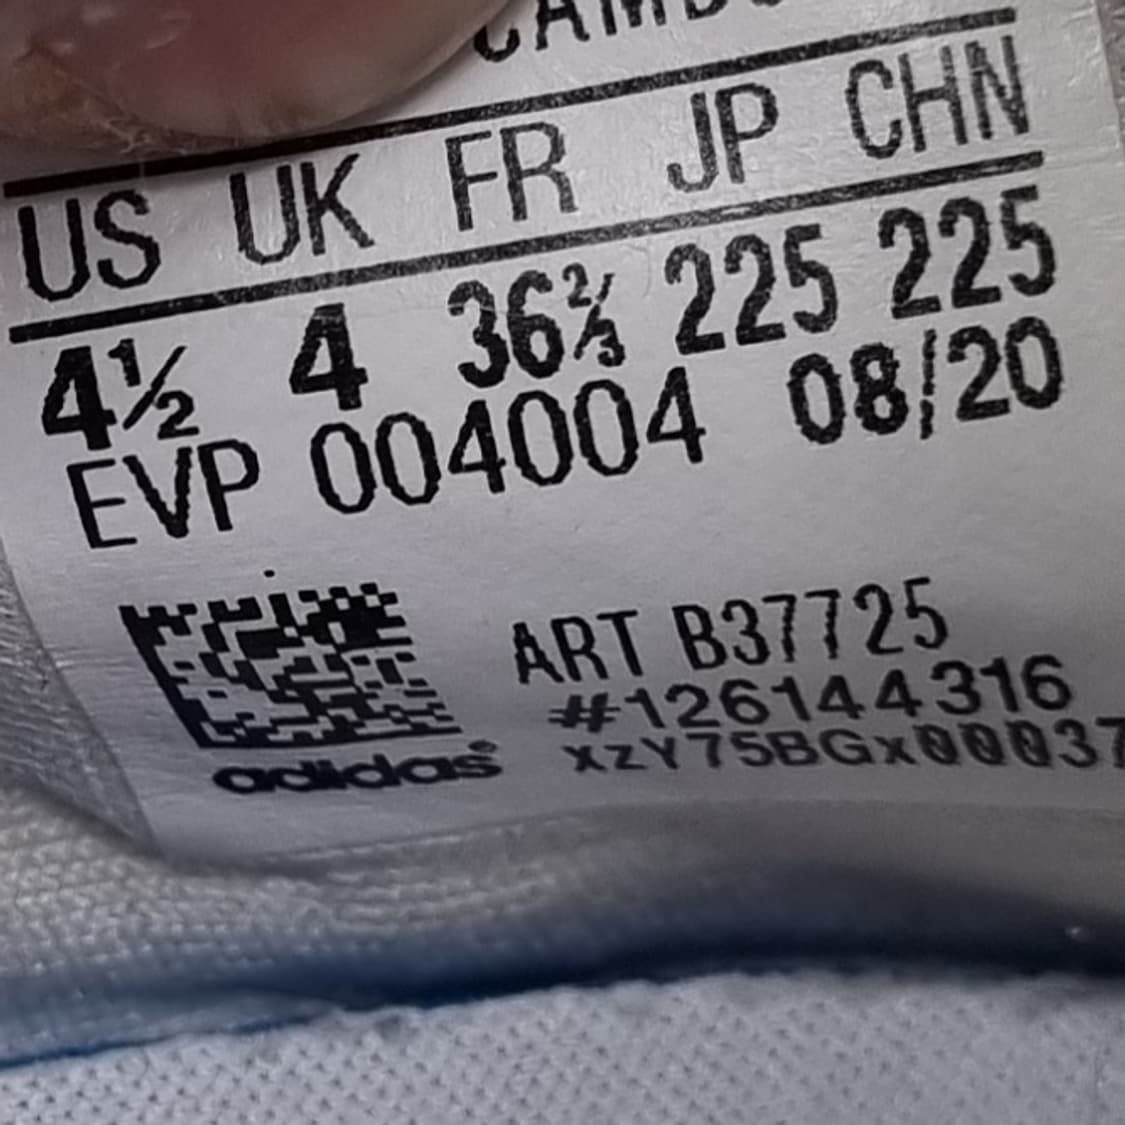 US UK FR JP CHN
4½ 4 36⅔ 225 225
EVP 004004 08/20
ART B37725
#126144316
adidas® xzY75BGx00037